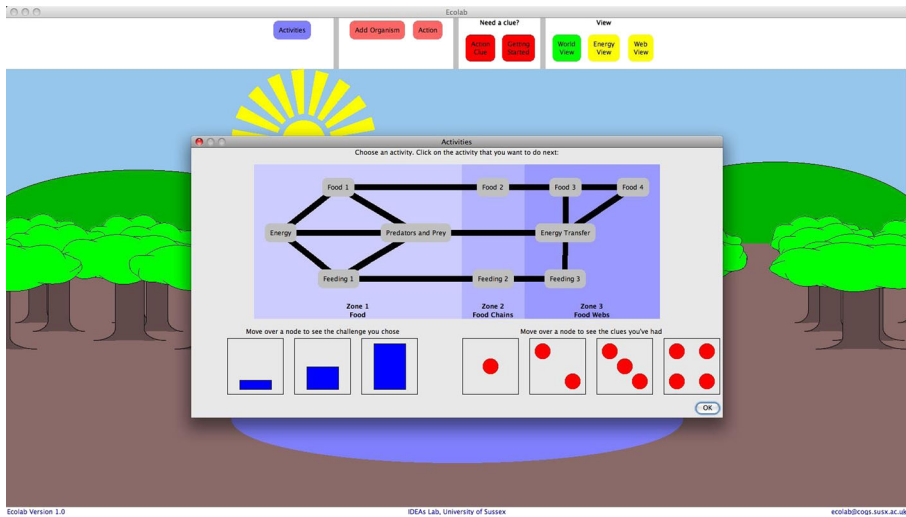 Ecolab
Need a clue?
View
Activities
Add Organism
Action
Action
Clue
Getting
Started
World
View
Energy
View
Web
View
Activities
Choose an activity. Click on the activity that you want to do next:
Food 1
Food 2
Food 3
Food 4
Energy
Predators and Prey
Energy Transfer
Feeding 1
Feeding 2
Feeding 3
Zone 1
Food
Zone 2
Food Chains
Zone 3
Food Webs
Move over a node to see the challenge you chose
Move over a node to see the clues you've had
OK
Ecolab Version 1.0
IDEAs Lab, University of Sussex
ecolab@cogs.susx.ac.uk